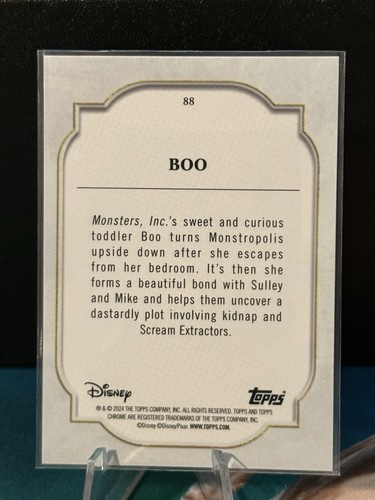 88
BOO
Monsters, Inc.'s sweet and curious
toddler Boo turns Monstropolis
upside down after she escapes
from her bedroom. It's then she
forms a beautiful bond with Sulley
and Mike and helps them uncover a
dastardly plot involving kidnap and
Scream Extractors.
Disney
topps
® & © 2024 THE TOPPS COMPANY, INC. ALL RIGHTS RESERVED. TOPPS AND TOPPS
CHROME ARE REGISTERED TRADEMARKS OF THE TOPPS COMPANY, INC.
©Disney ©Disney/Pixar. WWW.TOPPS.COM.